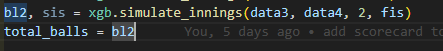 bl2, sis = xgb.simulate_innings(data3, data4, 2, fis)
total_balls = bl2 You, 5 days ago • add scorecard to